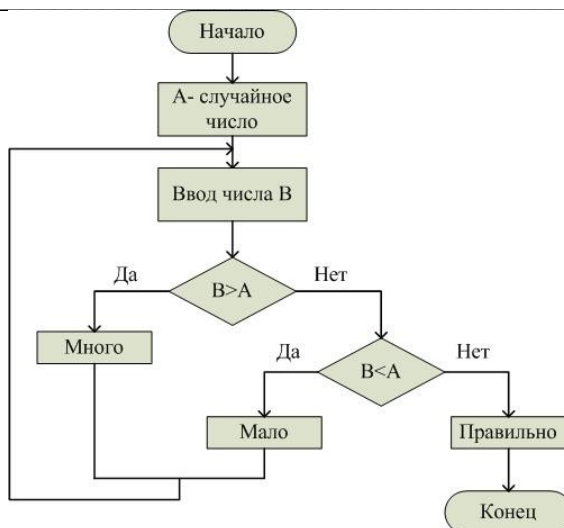 Начало
А- случайное
число
Ввод числа В
Да
Нет
В>А
Много
Да
Нет
В<А
Мало
Правильно
Конец